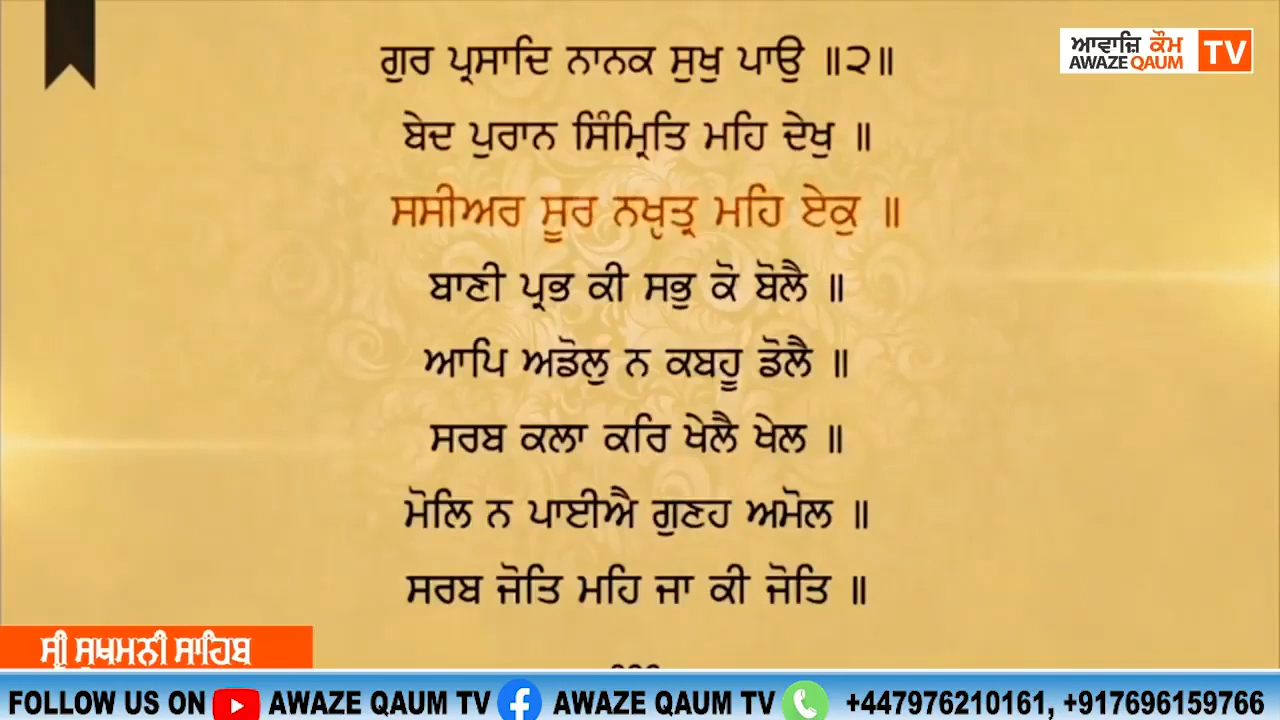 ਗੁਰ ਪ੍ਰਸਾਦਿ ਨਾਨਕ ਸੁਖੁ ਪਾਉ ॥੨॥
ਆਵਾਜ਼ਿ ਕੌਮ
AWAZE QAUM TV
ਬੇਦ ਪੁਰਾਨ ਸਿੰਮ੍ਰਿਤਿ ਮਹਿ ਦੇਖੁ ॥
ਸਸੀਅਰ ਸੂਰ ਨਖ੍ਯ਼ਤ੍ਰ ਮਹਿ ਏਕੁ ॥
ਬਾਣੀ ਪ੍ਰਭ ਕੀ ਸਭੁ ਕੋ ਬੋਲੈ ॥
ਆਪਿ ਅਡੋਲੁ ਨ ਕਬਹੂ ਡੋਲੈ ॥
ਸਰਬ ਕਲਾ ਕਰਿ ਖੇਲੈ ਖੇਲ ॥
ਮੋਲਿ ਨ ਪਾਈਐ ਗੁਣਹ ਅਮੋਲ ॥
ਸਰਬ ਜੋਤਿ ਮਹਿ ਜਾ ਕੀ ਜੋਤਿ ॥
ਸ੍ਰੀ ਸੁਖਮਨੀ ਸਾਹਿਬ
FOLLOW US ON AWAZE QAUM TV AWAZE QAUM TV +447976210161, +917696159766